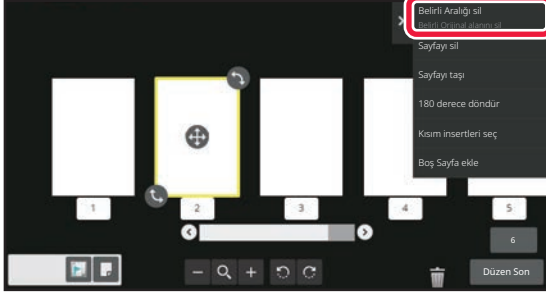 Belirli Aralığı sil
Belirli Orijinal alanını sil
Sayfayı sil
Sayfayı taşı
180 derece döndür
Kısım insertleri seç
Boş Sayfa ekle
1
2
3
4
5
6
Düzen Son